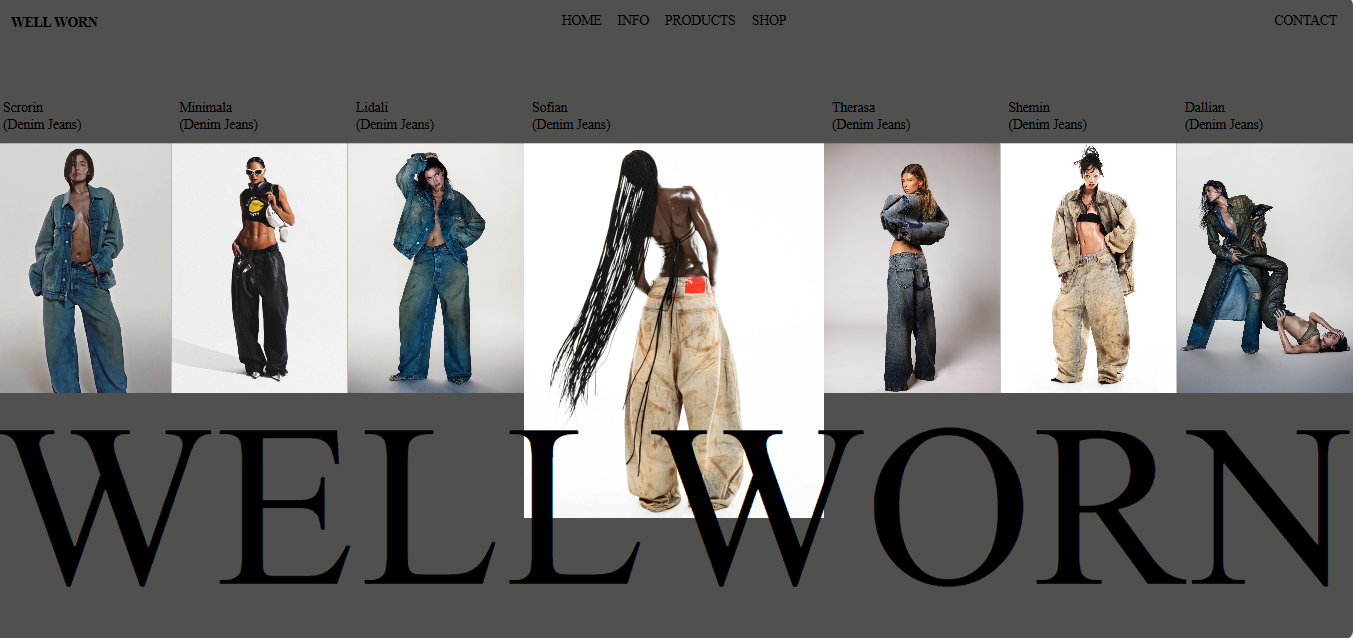 WELL WORN
HOME INFO PRODUCTS SHOP
CONTACT
Scrorin
(Denim Jeans)
Minimala
(Denim Jeans)
Lidali
(Denim Jeans)
Sofian
(Denim Jeans)
Therasa
(Denim Jeans)
Shemin
(Denim Jeans)
Dallian
(Denim Jeans)
WELLWORN